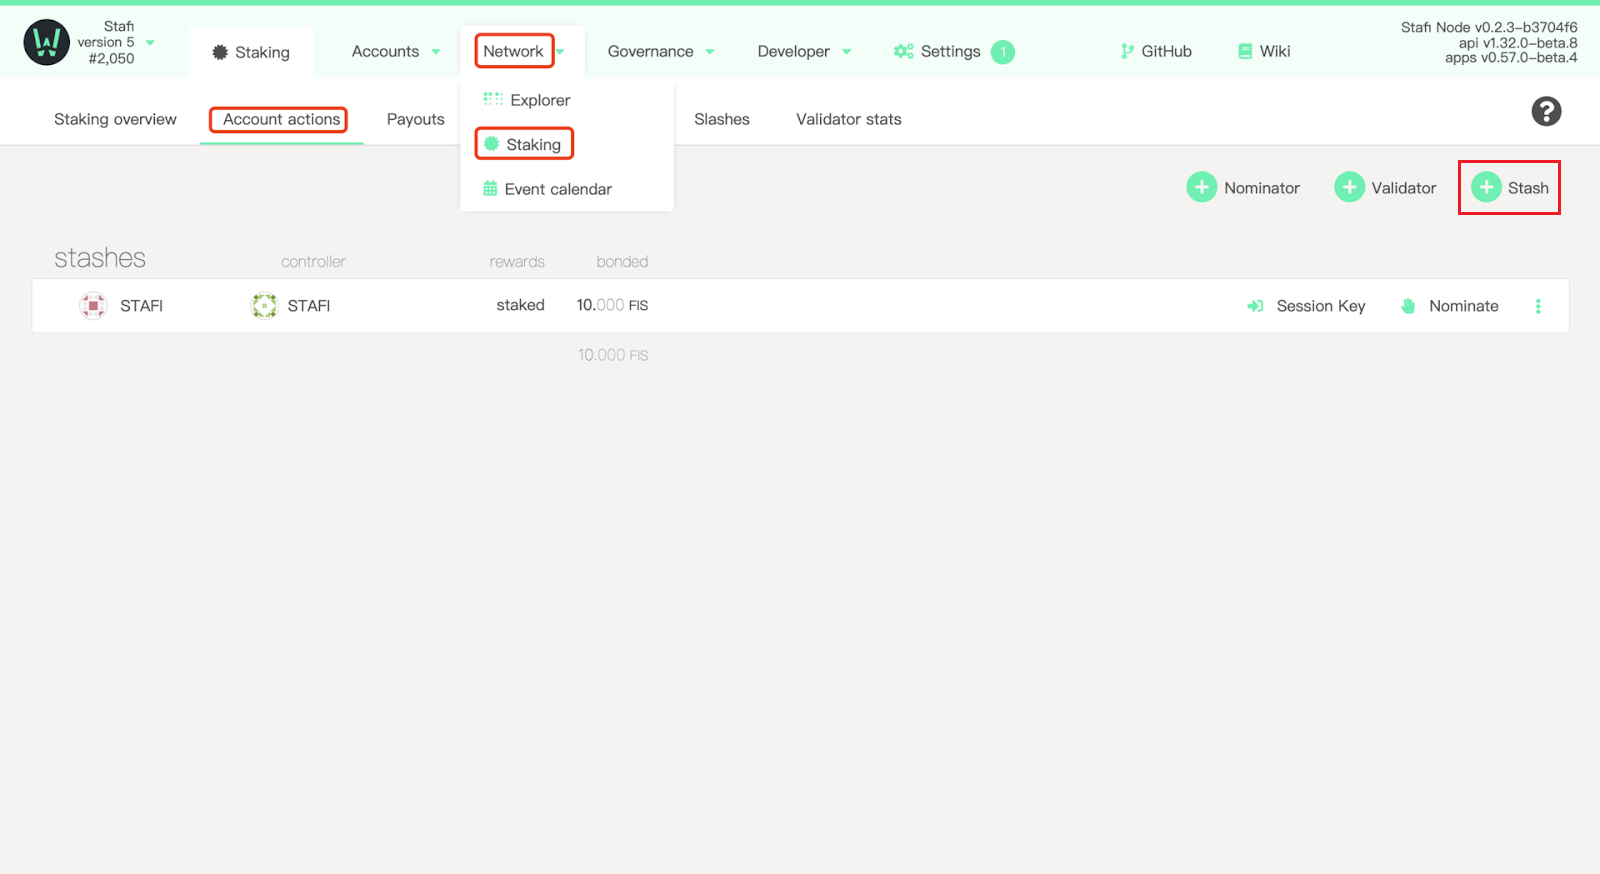 Stafi
version 5
#2,050
Staking
Accounts
Network
Governance
Developer
Settings
1
GitHub
Wiki
Stafi Node v0.2.3-b3704f6
api v1.32.0-beta.8
apps v0.57.0-beta.4
Staking overview
Account actions
Payouts
Explorer
Staking
Event calendar
Slashes
Validator stats
?
Nominator
Validator
Stash
stashes controller rewards bonded
STAFI STAFI staked 10.000 FIS Session Key Nominate
10.000 FIS